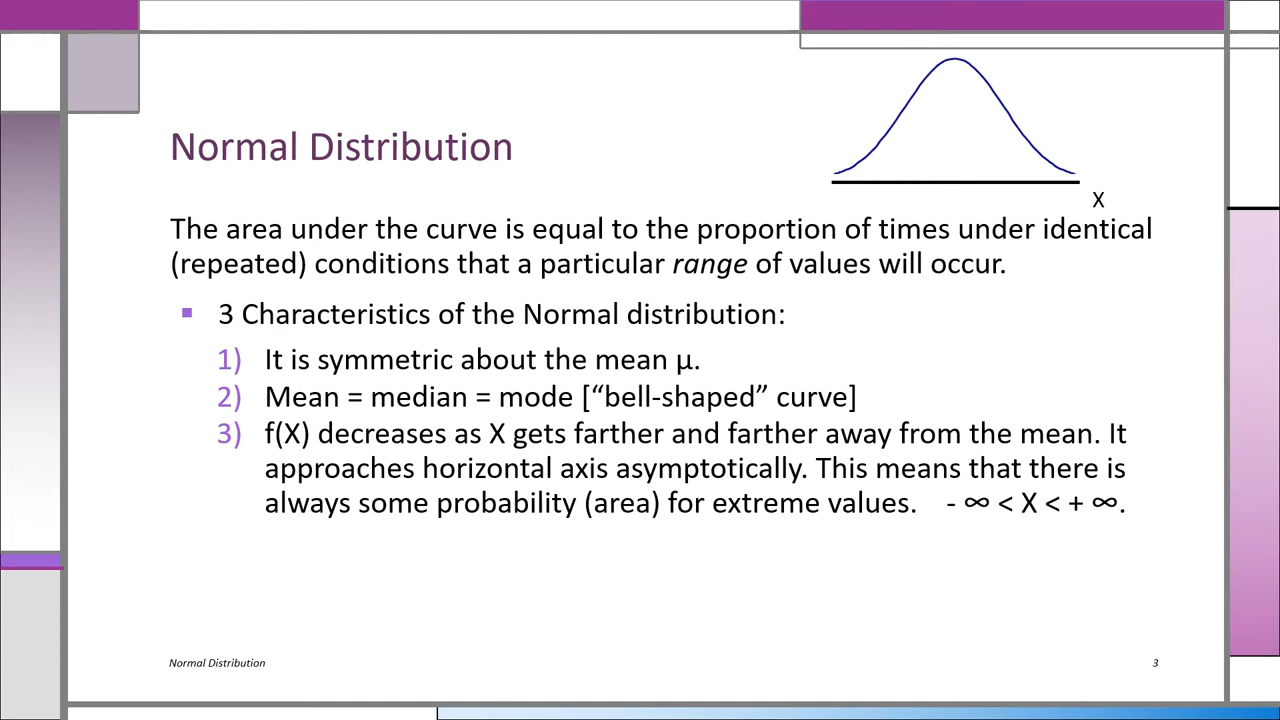 Normal Distribution
X
The area under the curve is equal to the proportion of times under identical
(repeated) conditions that a particular range of values will occur.
▪ 3 Characteristics of the Normal distribution:
1) It is symmetric about the mean µ.
2) Mean = median = mode [“bell-shaped” curve]
3) f(X) decreases as X gets farther and farther away from the mean. It
approaches horizontal axis asymptotically. This means that there is
always some probability (area) for extreme values. - ∞ < X < + ∞.
Normal Distribution
3